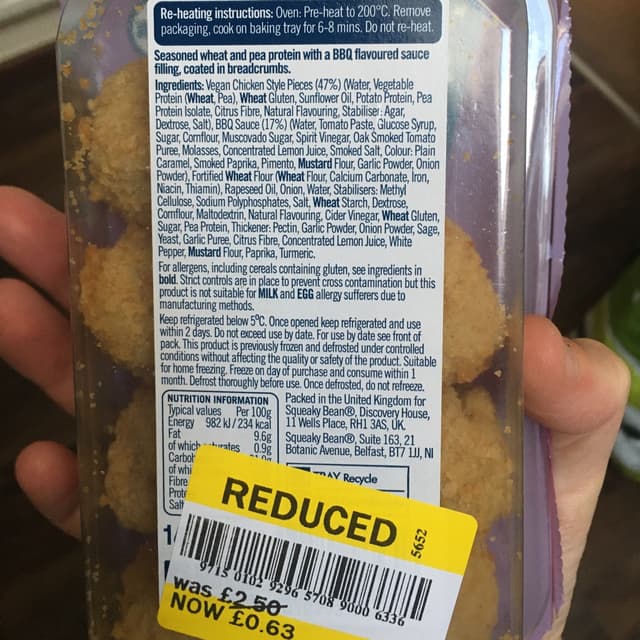 Re-heating instructions: Oven: Pre-heat to 200°C. Remove
packaging, cook on baking tray for 6-8 mins. Do not re-heat.
Seasoned wheat and pea protein with a BBQ flavoured sauce
filling, coated in breadcrumbs.
Ingredients: Vegan Chicken Style Pieces (47%) (Water, Vegetable
Protein (Wheat, Pea), Wheat Gluten, Sunflower Oil, Potato Protein, Pea
Protein Isolate, Citrus Fibre, Natural Flavouring, Stabiliser: Agar,
Dextrose, Salt), BBQ Sauce (17%) (Water, Tomato Paste, Glucose Syrup,
Sugar, Cornflour, Muscovado Sugar, Spirit Vinegar, Oak Smoked Tomato
Puree, Molasses, Concentrated Lemon Juice, Smoked Salt, Colour: Plain
Caramel, Smoked Paprika, Pimento, Mustard Flour, Garlic Powder, Onion
Powder), Fortified Wheat Flour (Wheat Flour, Calcium Carbonate, Iron,
Niacin, Thiamin), Rapeseed Oil, Onion, Water, Stabilisers: Methyl
Cellulose, Sodium Polyphosphates, Salt, Wheat Starch, Dextrose,
Cornflour, Maltodextrin, Natural Flavouring, Cider Vinegar, Wheat Gluten,
Sugar, Pea Protein, Thickener: Pectin, Garlic Powder, Onion Powder, Sage,
Yeast, Garlic Puree, Citrus Fibre, Concentrated Lemon Juice, White
Pepper, Mustard Flour, Paprika, Turmeric.
For allergens, including cereals containing gluten, see ingredients in
bold. Strict controls are in place to prevent cross contamination but this
product is not suitable for MILK and EGG allergy sufferers due to
manufacturing methods.
Keep refrigerated below 5°C. Once opened keep refrigerated and use
within 2 days. Do not exceed use by date. For use by date see front of
pack. This product is previously frozen and defrosted under controlled
conditions without affecting the quality or safety of the product. Suitable
for home freezing. Freeze on day of purchase and consume within 1
month. Defrost thoroughly before use. Once defrosted, do not refreeze.
NUTRITION INFORMATION
Typical values Per 100g
Energy 982 kJ / 234 kcal
Fat 9.6g
of which 0.9g
Carbo
of whi
Fibre
Prote
Salt
Packed in the United Kingdom for
Squeaky Bean®, Discovery House,
11 Wells Place, RH1 3AS, UK.
Squeaky Bean®, Suite 163, 21
Botanic Avenue, Belfast, BT7 1JJ, NI
TRAY Recycle
REDUCED
5652
9715 0102 9296 5708 9000 6336
was £2.50
NOW £0.63